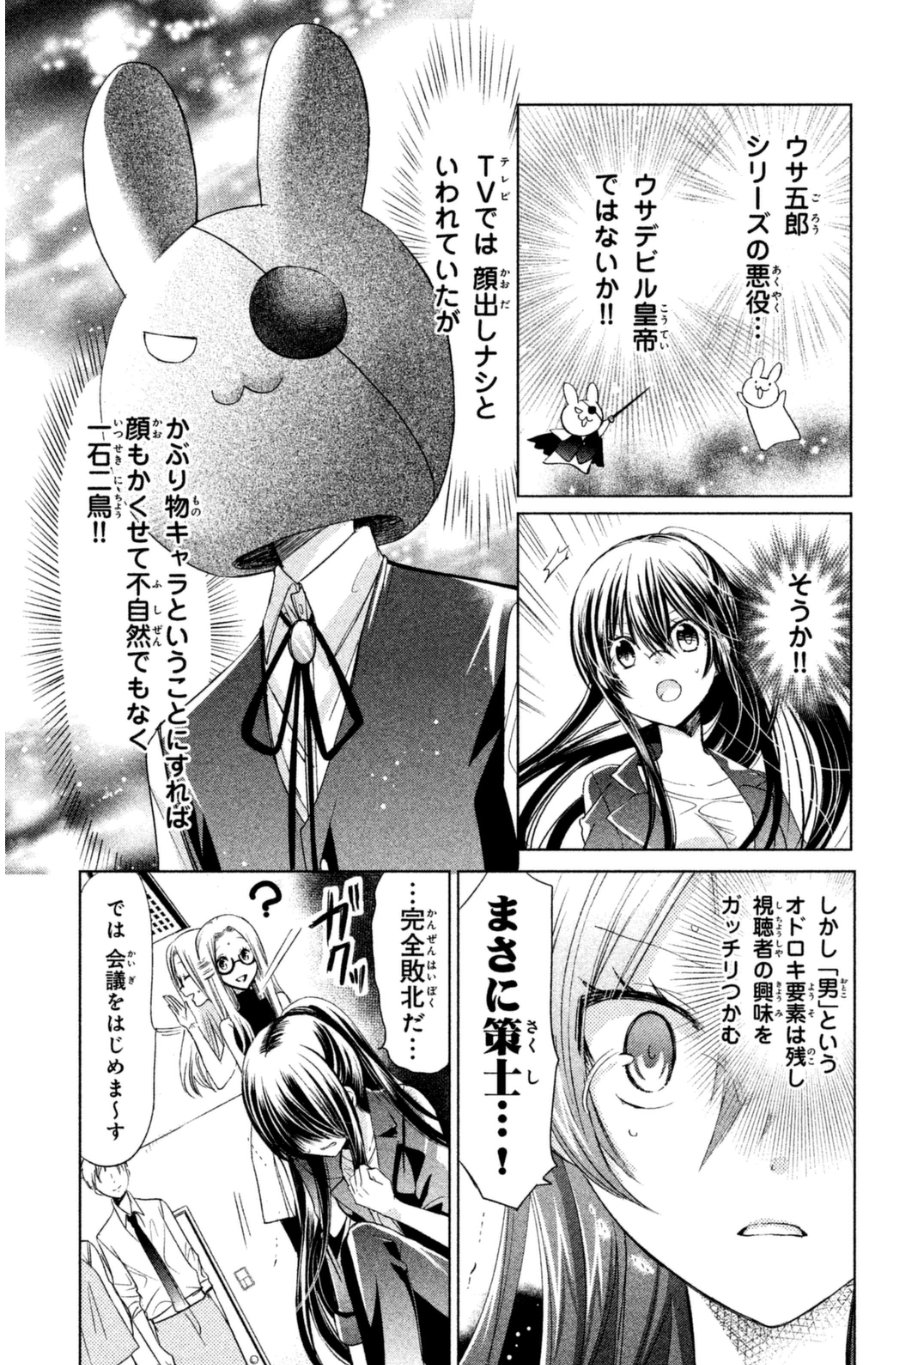 ウサ五郎
シリーズの悪役…
ウサデビル皇帝
ではないか!!
そうか!!
TVでは 顔出しナシと
いわれていたが
かぶり物キャラということにすれば
顔もかくせて不自然でもなく
一石二鳥!!
しかし「男」という
オドロキ要素は残し
視聴者の興味を
ガッチリつかむ
まさに策士…!
…完全敗北だ…
ガクッ
?
では 会議をはじめま〜す